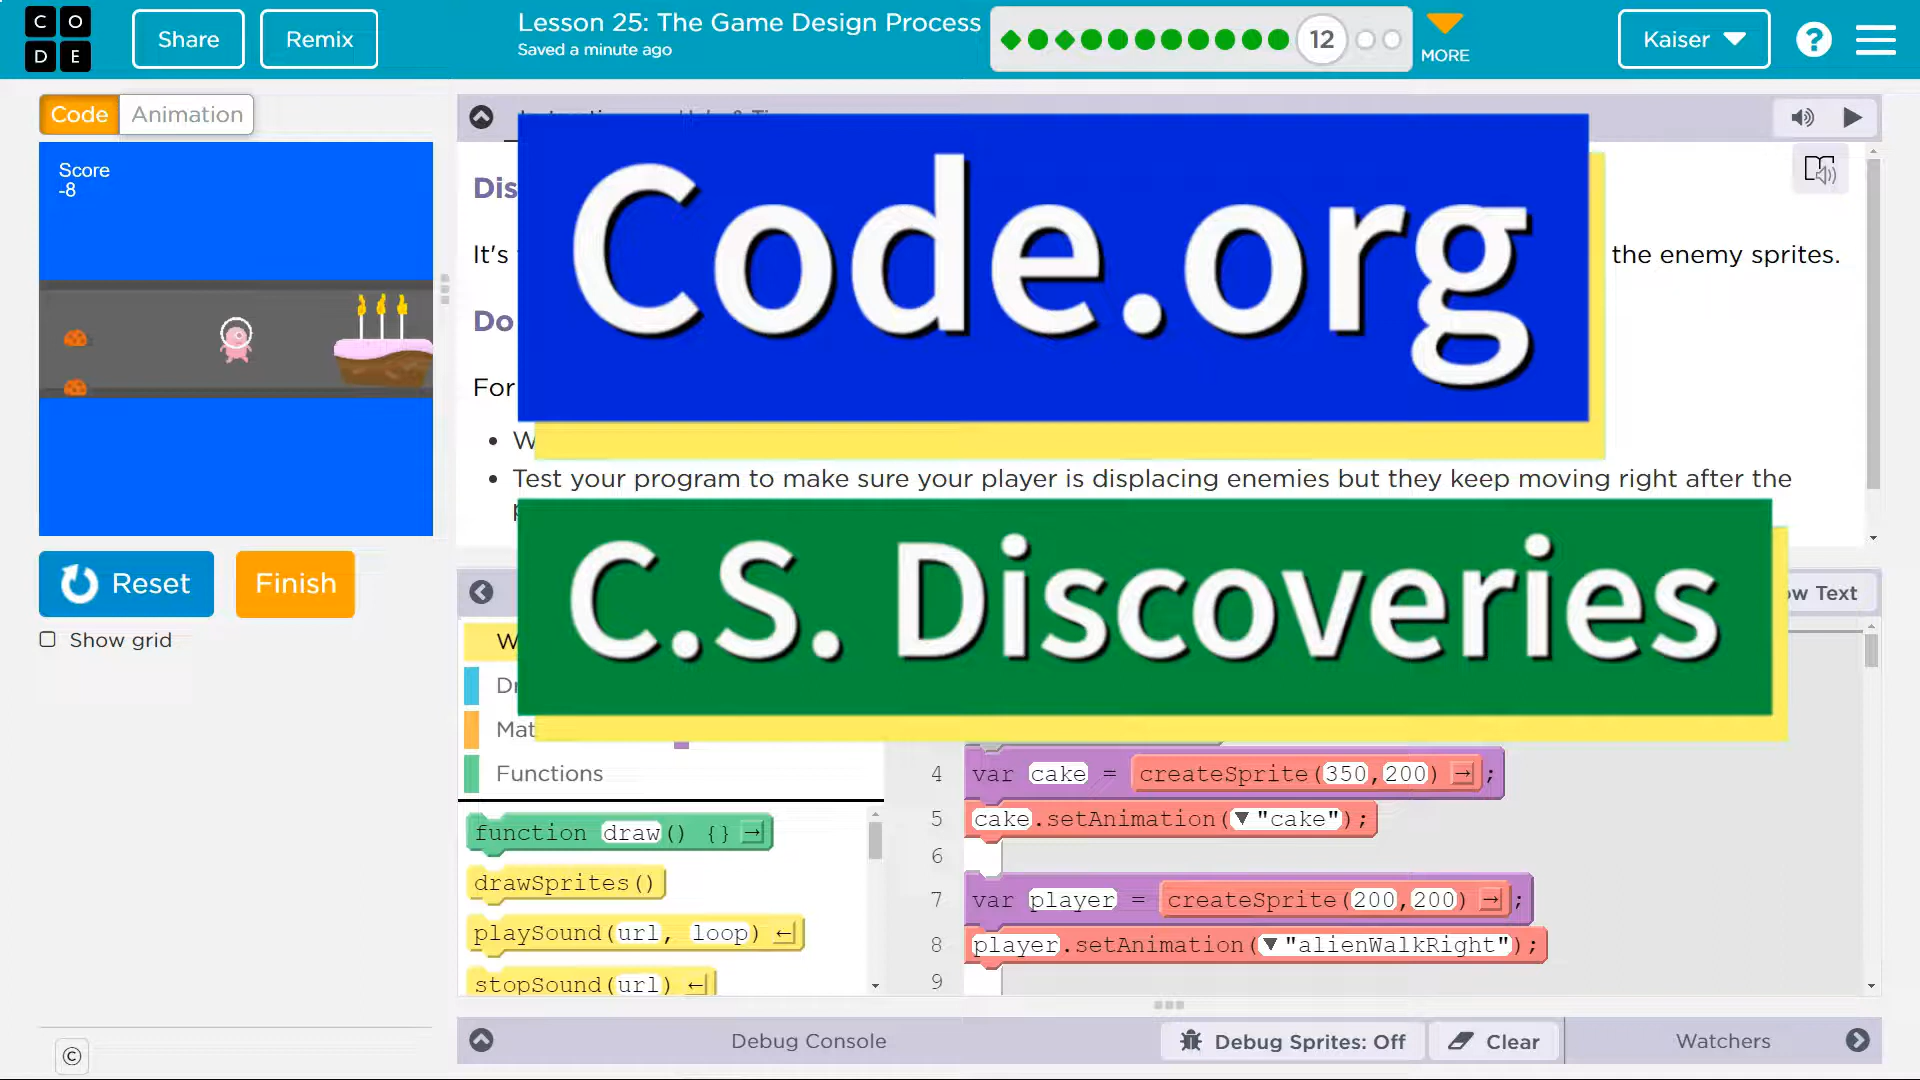 CODE
Share
Remix
Lesson 25: The Game Design Process
Saved a minute ago
12
MORE
Kaiser
?
Code
Animation
Score
-8
Reset
Finish
Show grid
©
It's
the enemy sprites.
Do
For
Test your program to make sure your player is displacing enemies but they keep moving right after the
Code.org
C.S. Discoveries
Functions
function draw() {}
drawSprites()
playSound(url, loop)
stopSound(url)
4 var cake = createSprite(350,200);
5 cake.setAnimation("cake");
6
7 var player = createSprite(200,200);
8 player.setAnimation("alienWalkRight");
9
Text
Debug Console
Debug Sprites: Off
Clear
Watchers